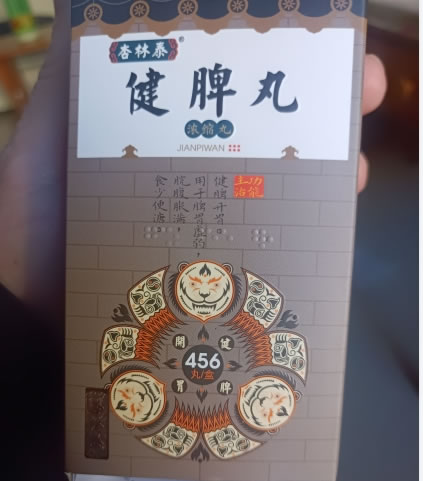 杏林泰®
健脾丸
浓缩丸
JIANPIWAN
功能
主治
健脾开胃。
用于脾胃虚弱，
脘腹胀满，
食少便溏。
健脾
開胃
456
丸/盒